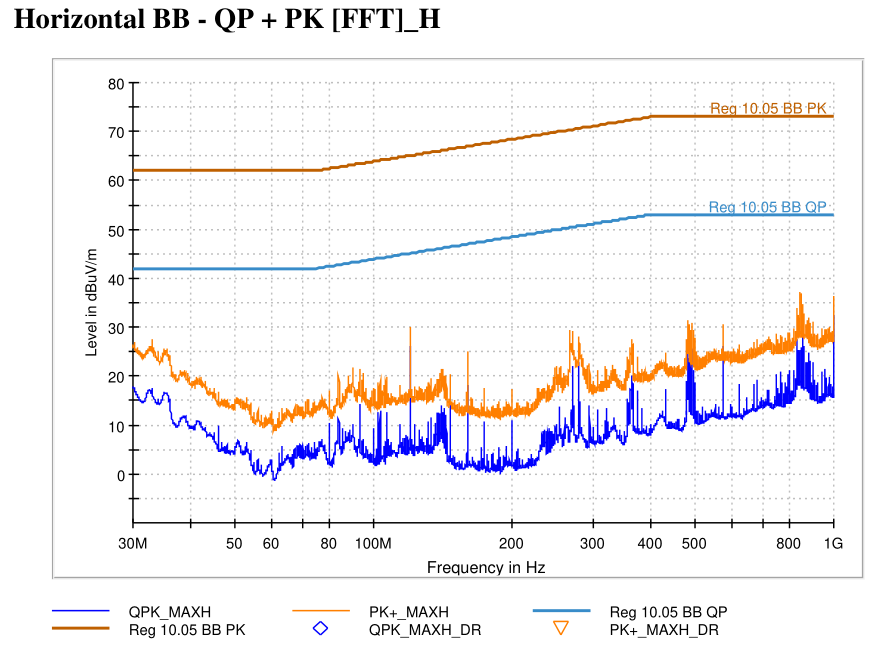 Horizontal BB - QP + PK [FFT]_H
80
Reg 10.05 BB PK
70
60
Reg 10.05 BB QP
50
40
30
20
10
0
Level in dBuV/m
30M 50 60 80 100M 200 300 400 500 800 1G
Frequency in Hz
QPK_MAXH PK+_MAXH Reg 10.05 BB QP
Reg 10.05 BB PK QPK_MAXH_DR PK+_MAXH_DR